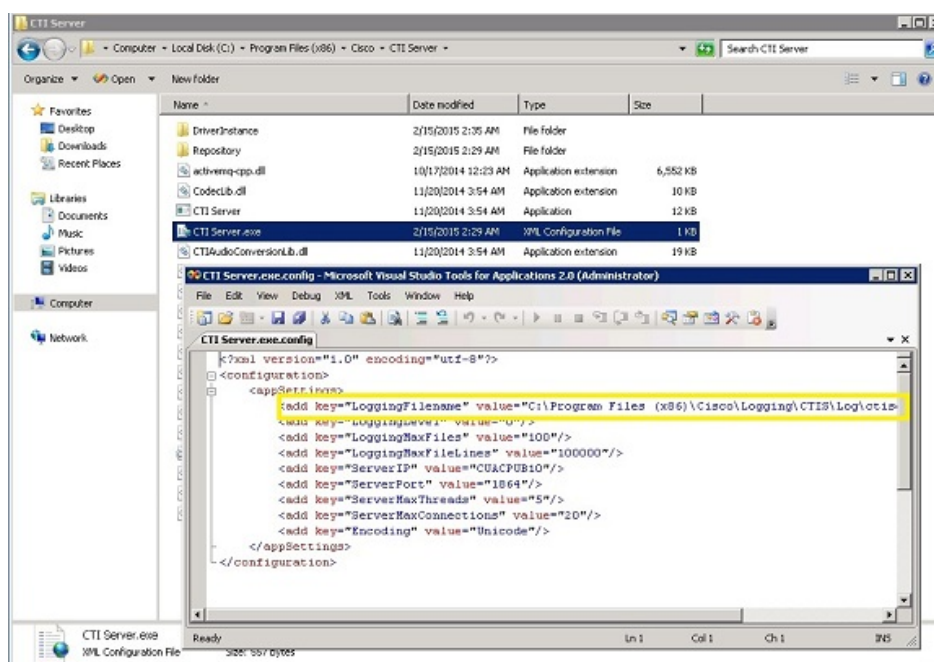 CTI Server
Computer Local Disk (C:) Program Files (x86) Cisco CTI Server
Search CTI Server
Organize Open New folder
Favorites
Desktop
Downloads
Recent Places
Libraries
Documents
Music
Pictures
Videos
Computer
Network
Name Date modified Type Size
DriverInstance 2/15/2015 2:35 AM File folder
Repository 2/15/2015 2:29 AM File folder
activemq-cpp.dll 10/17/2014 12:23 AM Application extension 6,552 KB
CodecLib.dll 11/20/2014 3:54 AM Application extension 10 KB
CTI Server 11/20/2014 3:54 AM Application 12 KB
CTI Server.exe 2/15/2015 2:29 AM XML Configuration File 1 KB
CTIAudioConversionLib.dll 11/20/2014 3:54 AM Application extension 19 KB
CTI Server.exe.config - Microsoft Visual Studio Tools for Applications 2.0 (Administrator)
File Edit View Debug XML Tools Window Help
CTI Server.exe.config
<?xml version="1.0" encoding="utf-8"?>
<configuration>
<appSettings>
<add key="LoggingFilename" value="C:\Program Files (x86)\Cisco\Logging\CTIS\Log\ctis
<add key="LoggingLevel" value="0"/>
<add key="LoggingMaxFiles" value="100"/>
<add key="LoggingMaxFileLines" value="100000"/>
<add key="ServerIP" value="CUACPUB10"/>
<add key="ServerPort" value="1864"/>
<add key="ServerMaxThreads" value="5"/>
<add key="ServerMaxConnections" value="20"/>
<add key="Encoding" value="Unicode"/>
</appSettings>
</configuration>
Ready Ln 1 Col 1 Ch 1 INS
CTI Server.exe
XML Configuration File Size: 557 bytes